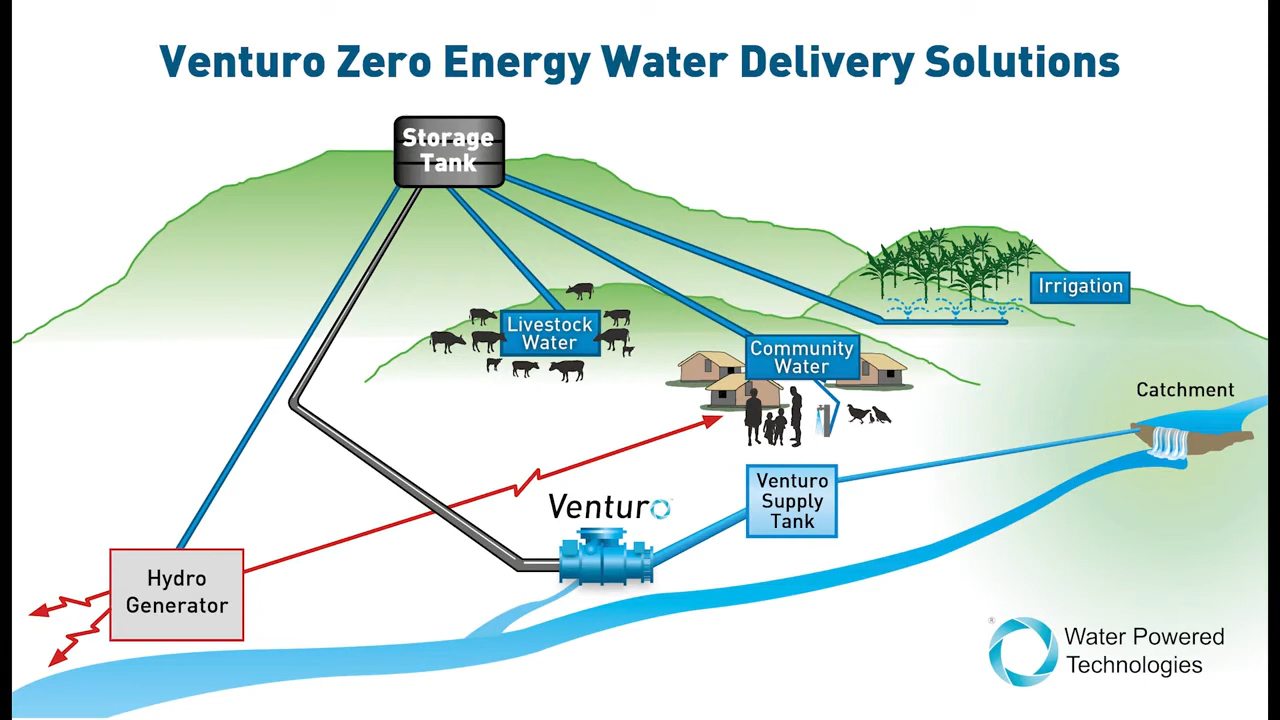 Venturo Zero Energy Water Delivery Solutions
Storage
Tank
Irrigation
Livestock
Water
Community
Water
Catchment
Venturo
Supply
Tank
Venturo™
Hydro
Generator
®
Water Powered
Technologies